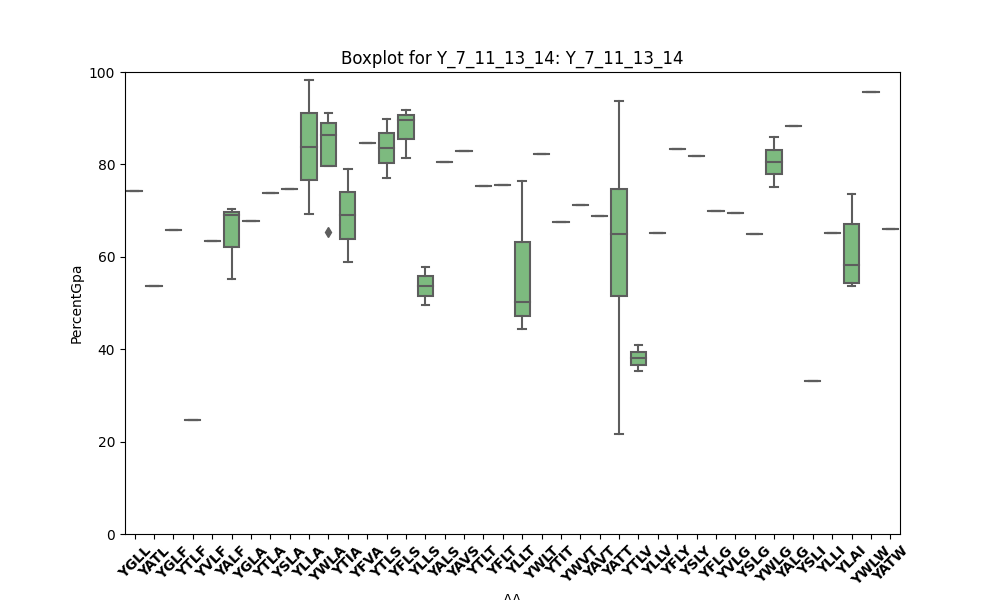 Boxplot for Y_7_11_13_14: Y_7_11_13_14
100
80
60
40
20
0
PercentGpa
YGLL YATL YGLF YTLF YVLF YALF YGLA YTLA YSLA YLLA YWLA YTIA YFVA YTLS YFLS YLLS YALS YAVS YTLT YFLT YLLT YWLT YTIT YWVT YAVT YATT YTLV YLLV YFLY YSLY YFLG YVLG YSLG YWLG YALG YSLI YLLI YLAI YWLW YATW
AA